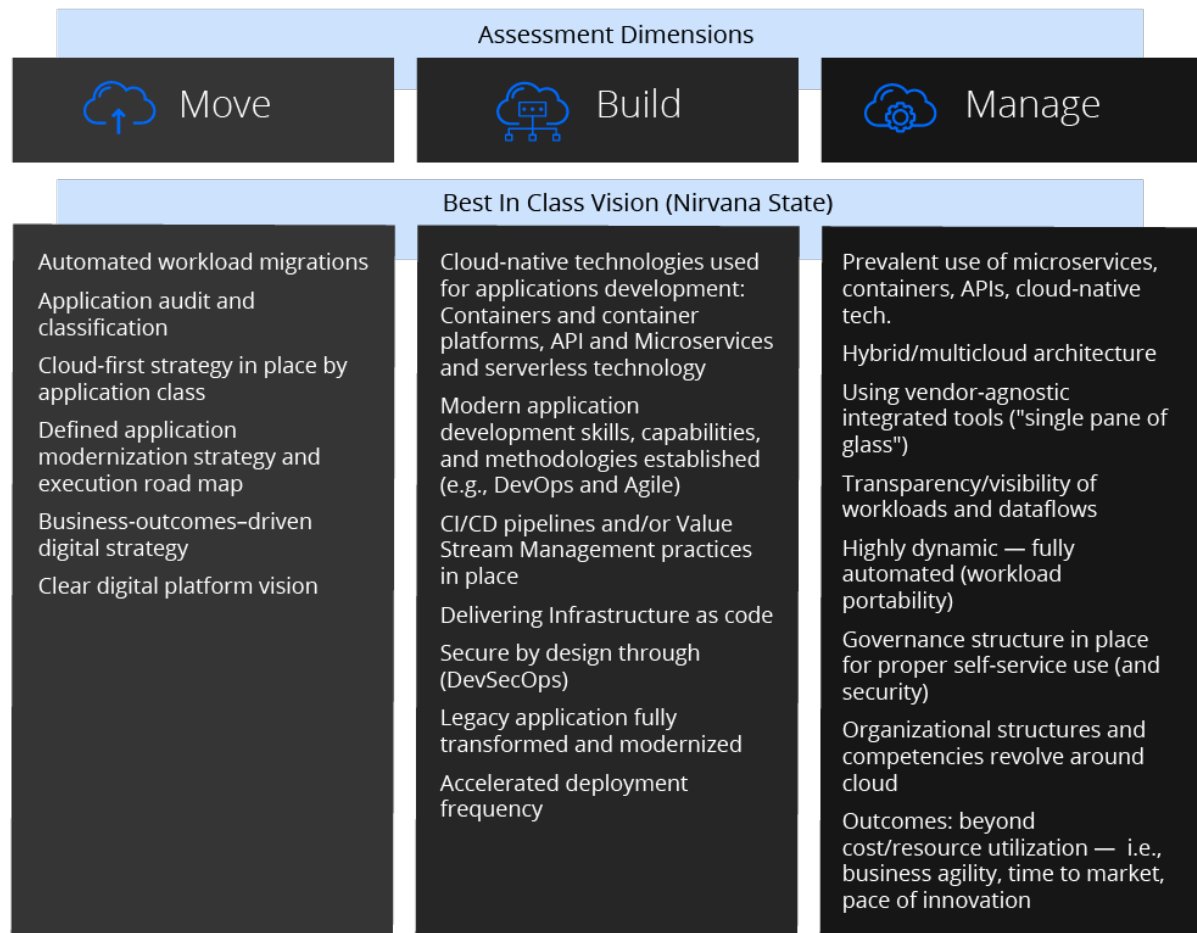 Assessment Dimensions
Move
Build
Manage
Best In Class Vision (Nirvana State)
Automated workload migrations
Application audit and
classification
Cloud-first strategy in place by
application class
Defined application
modernization strategy and
execution road map
Business-outcomes–driven
digital strategy
Clear digital platform vision
Cloud-native technologies used
for applications development:
Containers and container
platforms, API and Microservices
and serverless technology
Modern application
development skills, capabilities,
and methodologies established
(e.g., DevOps and Agile)
CI/CD pipelines and/or Value
Stream Management practices
in place
Delivering Infrastructure as code
Secure by design through
(DevSecOps)
Legacy application fully
transformed and modernized
Accelerated deployment
frequency
Prevalent use of microservices,
containers, APIs, cloud-native
tech.
Hybrid/multicloud architecture
Using vendor-agnostic
integrated tools ("single pane of
glass")
Transparency/visibility of
workloads and dataflows
Highly dynamic — fully
automated (workload
portability)
Governance structure in place
for proper self-service use (and
security)
Organizational structures and
competencies revolve around
cloud
Outcomes: beyond
cost/resource utilization — i.e.,
business agility, time to market,
pace of innovation